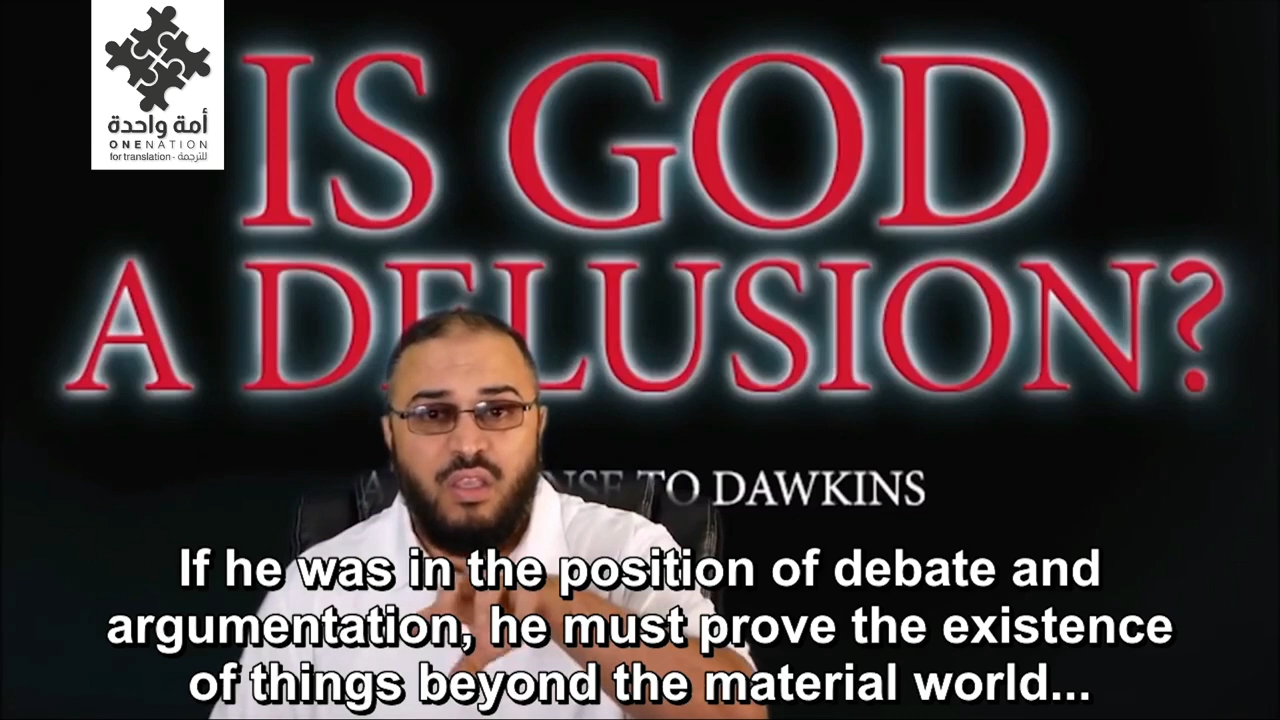 IS GOD
A DELUSION?
أمة واحدة
ONENATION
for translation - للترجمة
TO DAWKINS
If he was in the position of debate and
argumentation, he must prove the existence
of things beyond the material world...